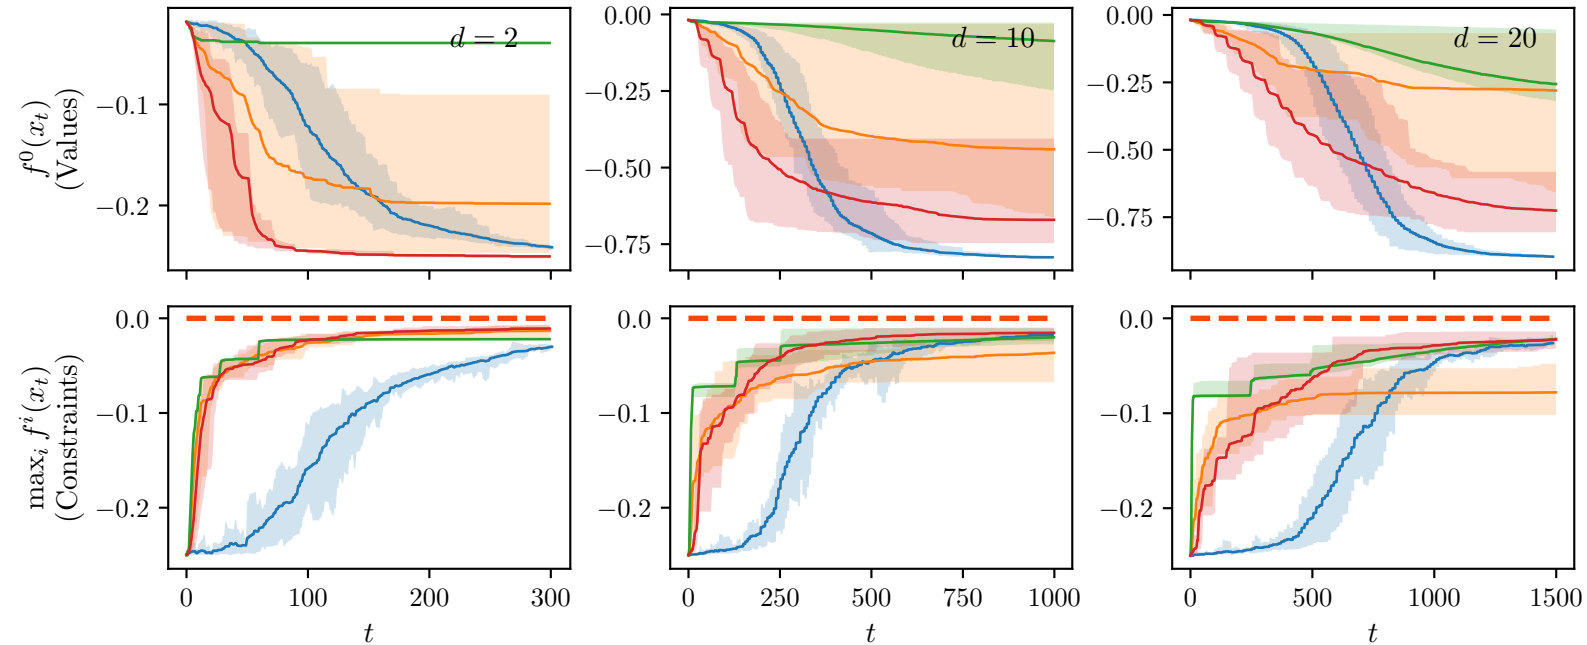 f⁰(x_t)
(Values)
−0.1
−0.2
d = 2
0.00
−0.25
−0.50
−0.75
d = 10
0.00
−0.25
−0.50
−0.75
d = 20
max_i fⁱ(x_t)
(Constraints)
0.0
−0.1
−0.2
0 100 200 300
t
0.0
−0.1
−0.2
0 250 500 750 1000
t
0.0
−0.1
−0.2
0 500 1000 1500
t